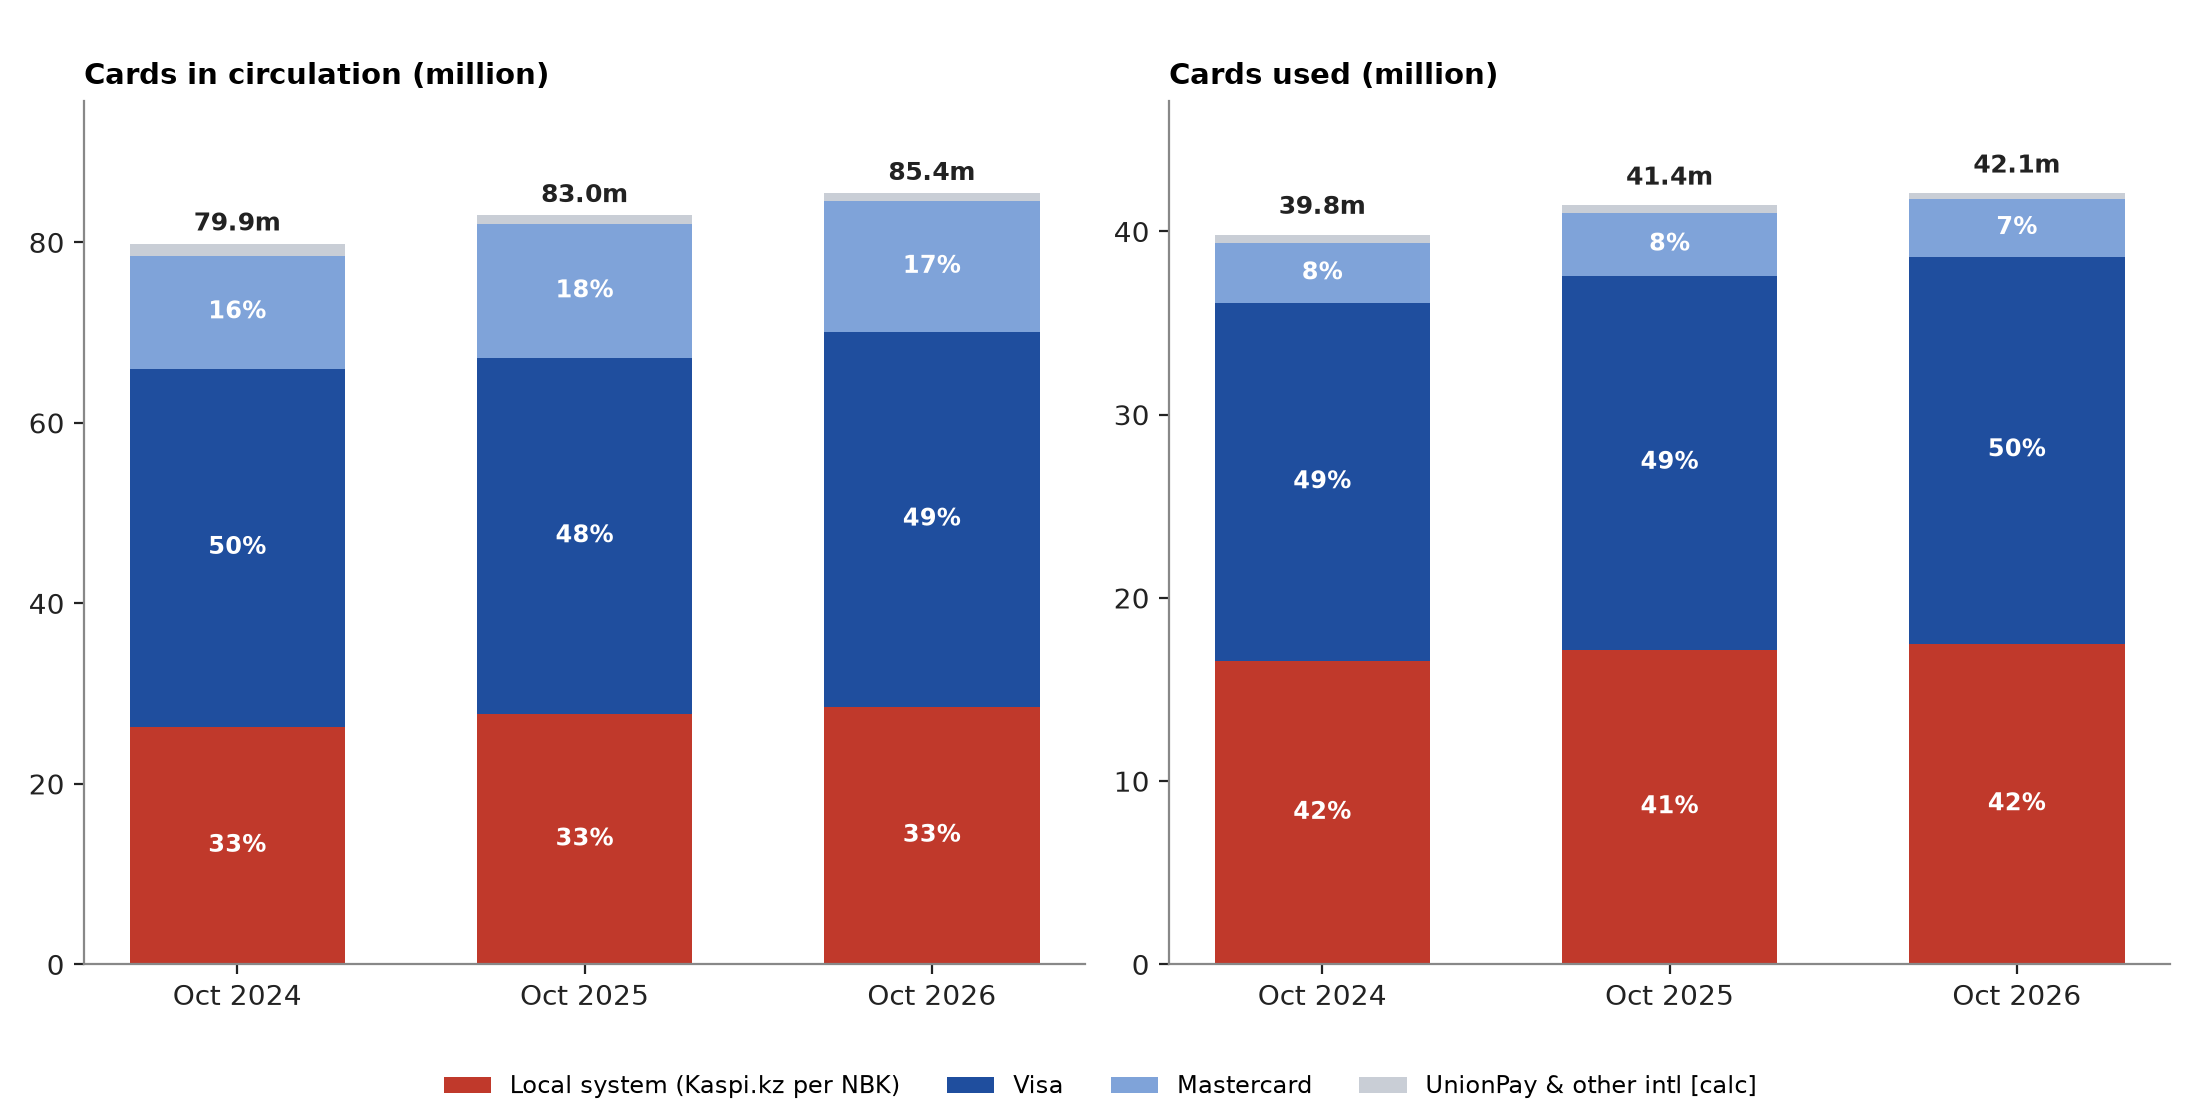 Cards in circulation (million)
80
60
40
20
0
79.9m
83.0m
85.4m
16%
18%
17%
50%
48%
49%
33%
33%
33%
Oct 2024
Oct 2025
Oct 2026
Cards used (million)
40
30
20
10
0
39.8m
41.4m
42.1m
8%
8%
7%
49%
49%
50%
42%
41%
42%
Oct 2024
Oct 2025
Oct 2026
Local system (Kaspi.kz per NBK)
Visa
Mastercard
UnionPay & other intl [calc]